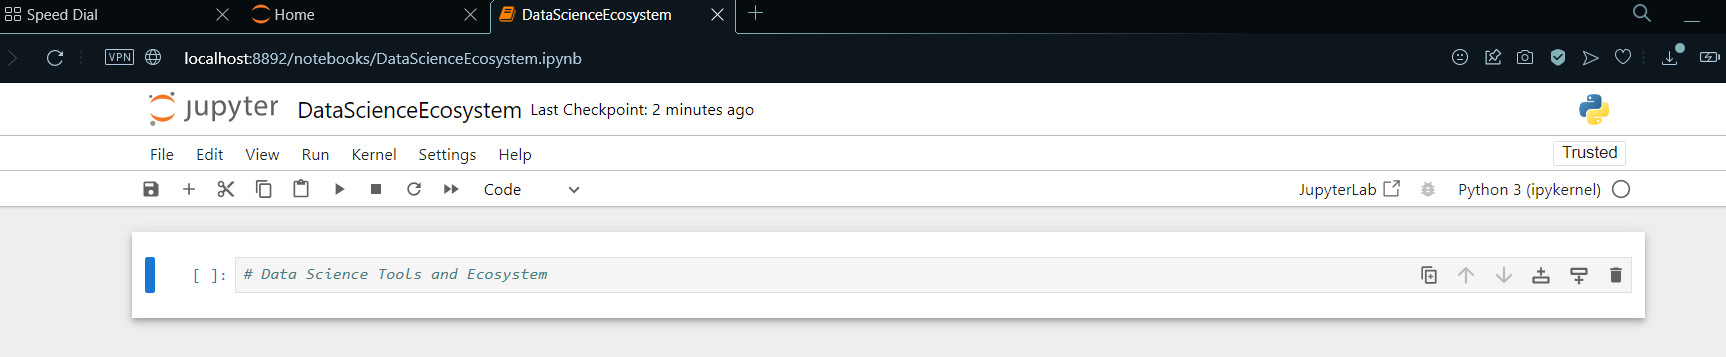 Speed Dial Home DataScienceEcosystem
VPN localhost:8892/notebooks/DataScienceEcosystem.ipynb
jupyter DataScienceEcosystem Last Checkpoint: 2 minutes ago
File Edit View Run Kernel Settings Help Trusted
Code JupyterLab Python 3 (ipykernel)
[ ]: # Data Science Tools and Ecosystem